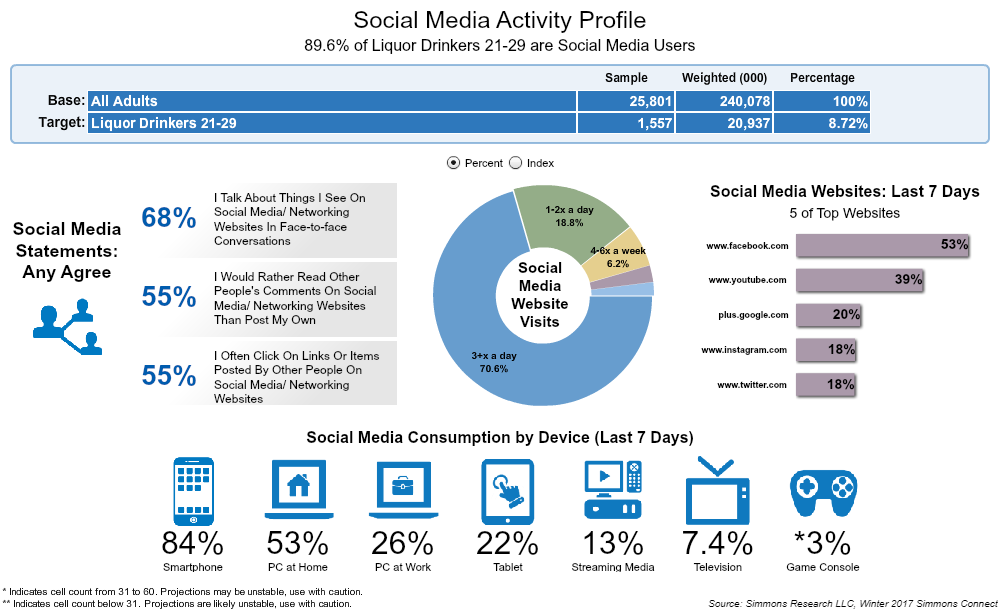 Social Media Activity Profile
89.6% of Liquor Drinkers 21-29 are Social Media Users
Sample Weighted (000) Percentage
Base: All Adults 25,801 240,078 100%
Target: Liquor Drinkers 21-29 1,557 20,937 8.72%
Percent Index
Social Media
Statements:
Any Agree
68%
I Talk About Things I See On
Social Media/ Networking
Websites In Face-to-face
Conversations
55%
I Would Rather Read Other
People's Comments On Social
Media/ Networking Websites
Than Post My Own
55%
I Often Click On Links Or Items
Posted By Other People On
Social Media/ Networking
Websites
1-2x a day
18.8%
4-6x a week
6.2%
Social
Media
Website
Visits
3+x a day
70.6%
Social Media Websites: Last 7 Days
5 of Top Websites
www.facebook.com 53%
www.youtube.com 39%
plus.google.com 20%
www.instagram.com 18%
www.twitter.com 18%
Social Media Consumption by Device (Last 7 Days)
84% 53% 26% 22% 13% 7.4% *3%
Smartphone PC at Home PC at Work Tablet Streaming Media Television Game Console
* Indicates cell count from 31 to 60. Projections may be unstable, use with caution.
** Indicates cell count below 31. Projections are likely unstable, use with caution.
Source: Simmons Research LLC, Winter 2017 Simmons Connect